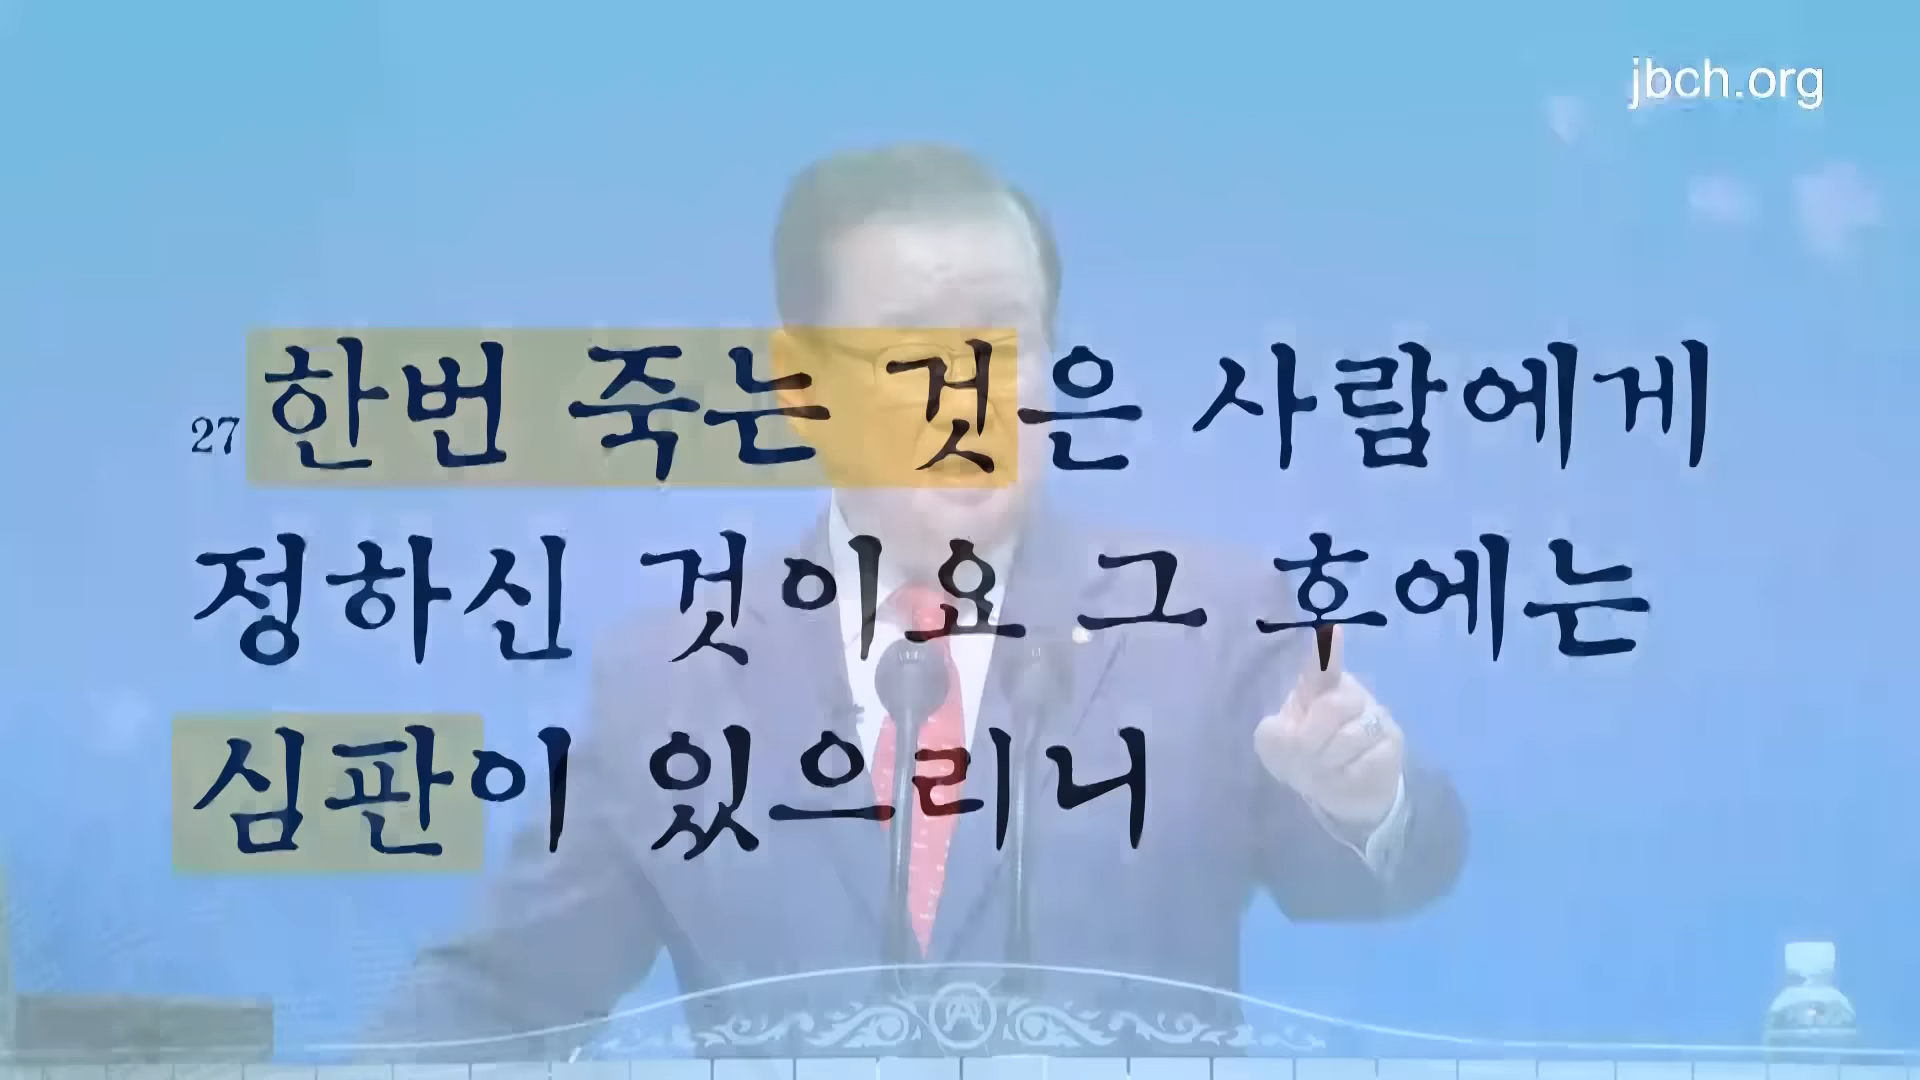 jbch.org
27 한번 죽는 것은 사람에게
정하신 것이요 그 후에는
심판이 있으리니